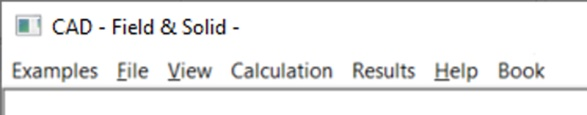 CAD - Field & Solid -
Examples File View Calculation Results Help Book